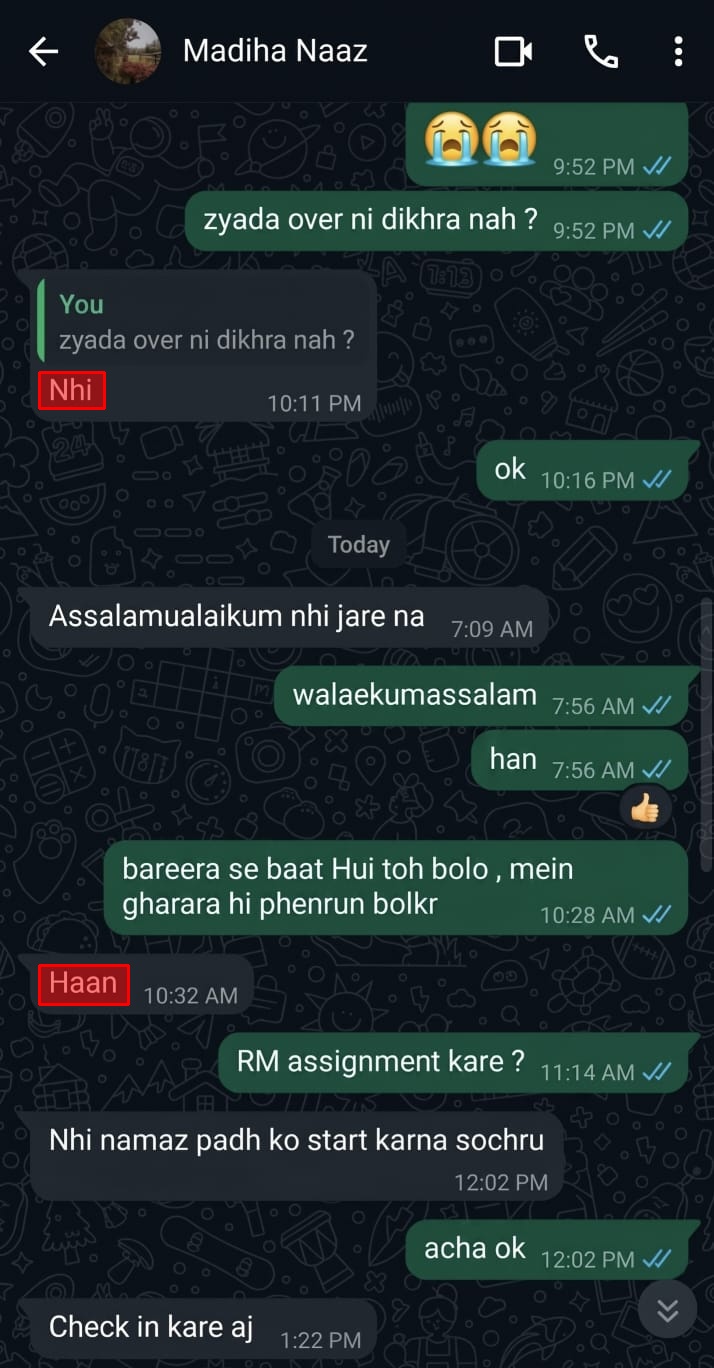 Madiha Naaz
😭😭 9:52 PM
zyada over ni dikhra nah ? 9:52 PM
You
zyada over ni dikhra nah ?
Nhi 10:11 PM
ok 10:16 PM
Today
Assalamualaikum nhi jare na 7:09 AM
walaekumassalam 7:56 AM
han 7:56 AM
👍
bareera se baat Hui toh bolo , mein
gharara hi phenrun bolkr 10:28 AM
Haan 10:32 AM
RM assignment kare ? 11:14 AM
Nhi namaz padh ko start karna sochru
12:02 PM
acha ok 12:02 PM
Check in kare aj 1:22 PM